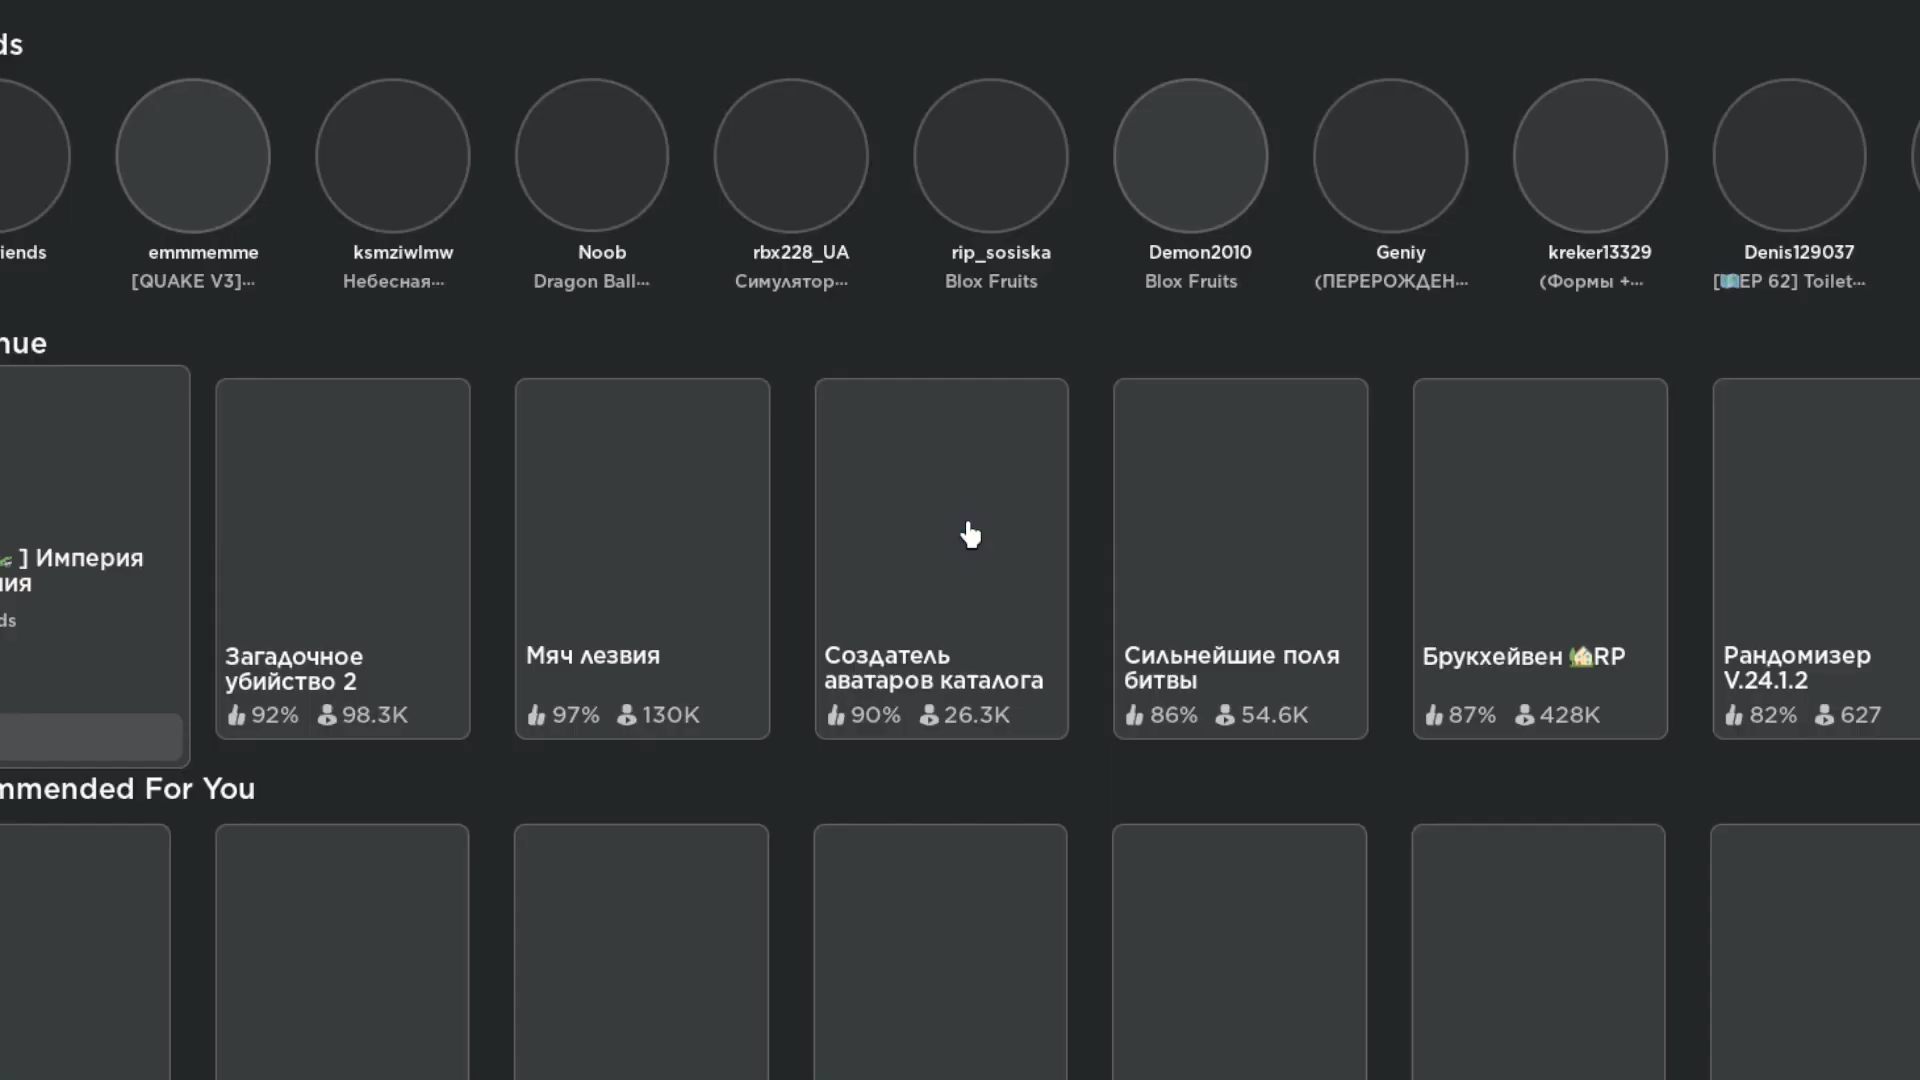 ds
iends
emmmemme
[QUAKE V3]...
ksmziwlmw
Небесная...
Noob
Dragon Ball...
rbx228_UA
Симулятор...
rip_sosiska
Blox Fruits
Demon2010
Blox Fruits
Geniy
(ПЕРЕРОЖДЕН...
kreker13329
(Формы +...
Denis129037
[🗺️EP 62] Toilet...
nue
] Империя
ния
ds
Загадочное
убийство 2
92% 98.3K
Мяч лезвия
97% 130K
Создатель
аватаров каталога
90% 26.3K
Сильнейшие поля
битвы
86% 54.6K
Брукхейвен 🏡RP
87% 428K
Рандомизер
V.24.1.2
82% 627
mmended For You